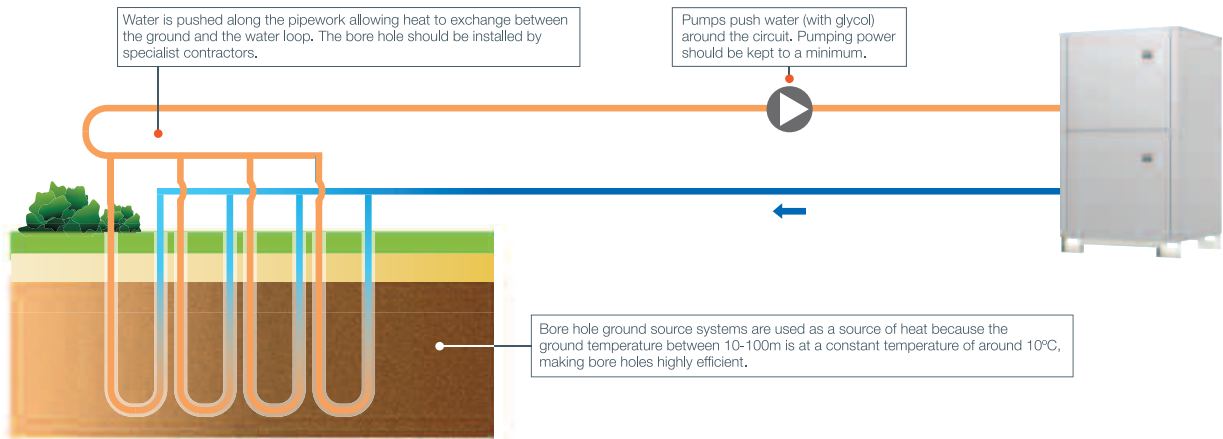 Water is pushed along the pipework allowing heat to exchange between
the ground and the water loop. The bore hole should be installed by
specialist contractors.
Pumps push water (with glycol)
around the circuit. Pumping power
should be kept to a minimum.
Bore hole ground source systems are used as a source of heat because the
ground temperature between 10-100m is at a constant temperature of around 10ºC,
making bore holes highly efficient.